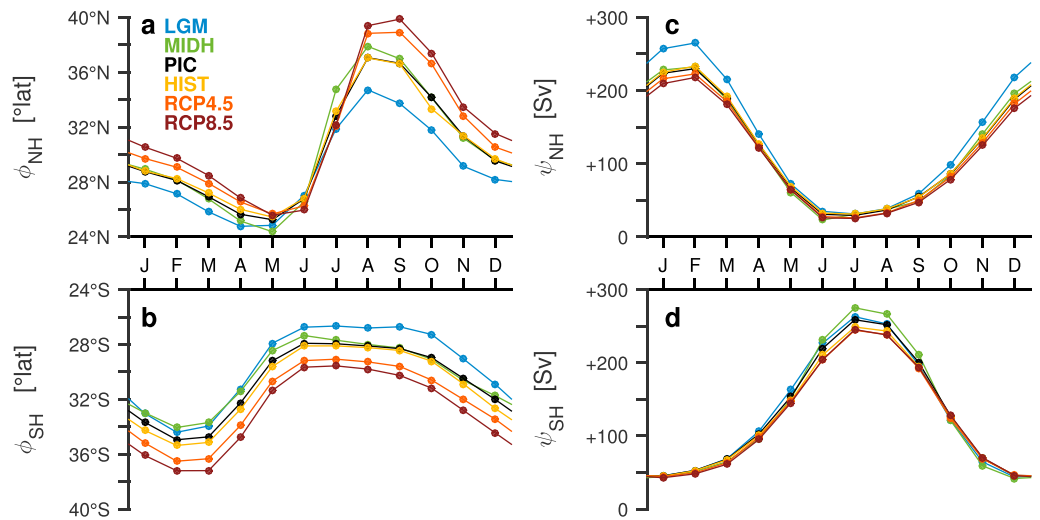 a
LGM
MIDH
PIC
HIST
RCP4.5
RCP8.5
40°N
36°N
32°N
28°N
24°N
ϕNH [°lat]
c
+300
+200
+100
0
ψNH [Sv]
J F M A M J J A S O N D
J F M A M J J A S O N D
b
24°S
28°S
32°S
36°S
40°S
ϕSH [°lat]
d
+300
+200
+100
0
ψSH [Sv]